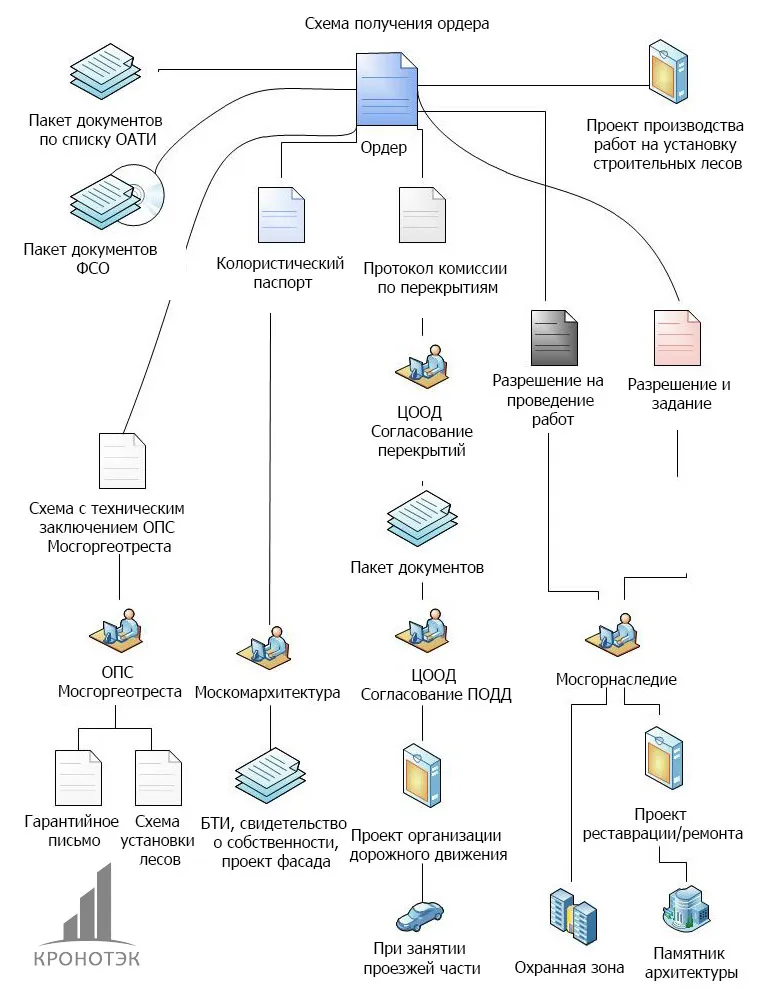 Схема получения ордера
Пакет документов
по списку ОАТИ
Ордер
Проект производства
работ на установку
строительных лесов
Пакет документов
ФСО
Колористический
паспорт
Протокол комиссии
по перекрытиям
Разрешение на
проведение
работ
Разрешение и
задание
ЦООД
Согласование
перекрытий
Схема с техническим
заключением ОПС
Мосгоргеотреста
Пакет документов
ОПС
Мосгоргеотреста
Москомархитектура
ЦООД
Согласование ПОДД
Мосгорнаследие
Гарантийное
письмо
Схема
установки
лесов
БТИ, свидетельство
о собственности,
проект фасада
Проект организации
дорожного движения
Проект
реставрации/ремонта
При занятии
проезжей части
Охранная зона
Памятник
архитектуры
КРОНОТЭК